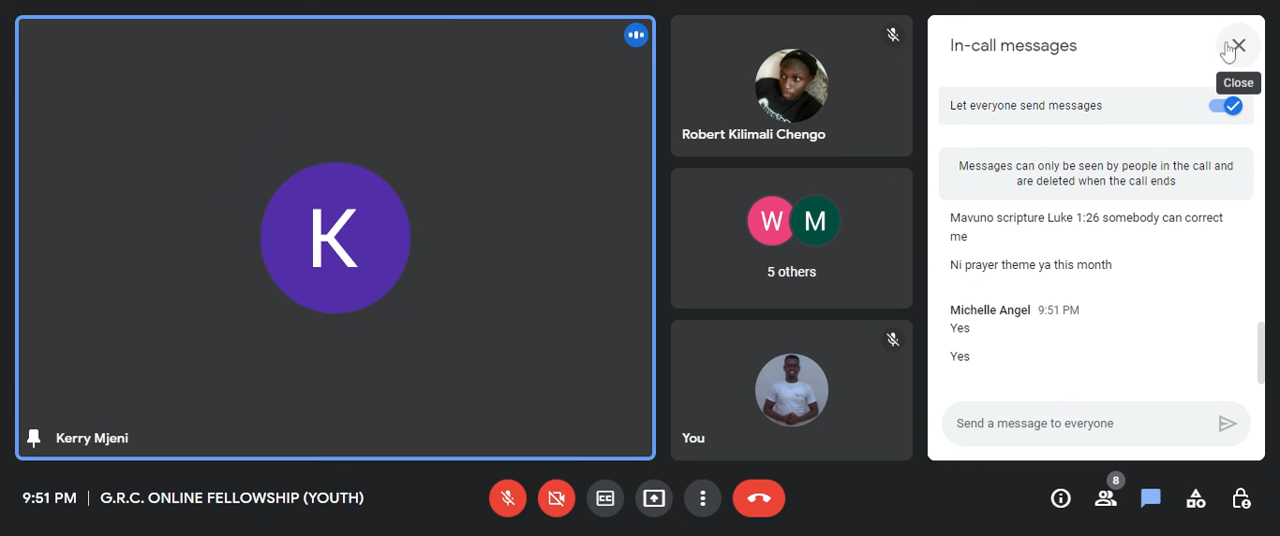 K
Kerry Mjeni
Robert Kilimali Chengo
W M
5 others
You
In-call messages
Close
Let everyone send messages
Messages can only be seen by people in the call and
are deleted when the call ends
Mavuno scripture Luke 1:26 somebody can correct
me
Ni prayer theme ya this month
Michelle Angel 9:51 PM
Yes
Yes
Send a message to everyone
9:51 PM | G.R.C. ONLINE FELLOWSHIP (YOUTH)
CC
8